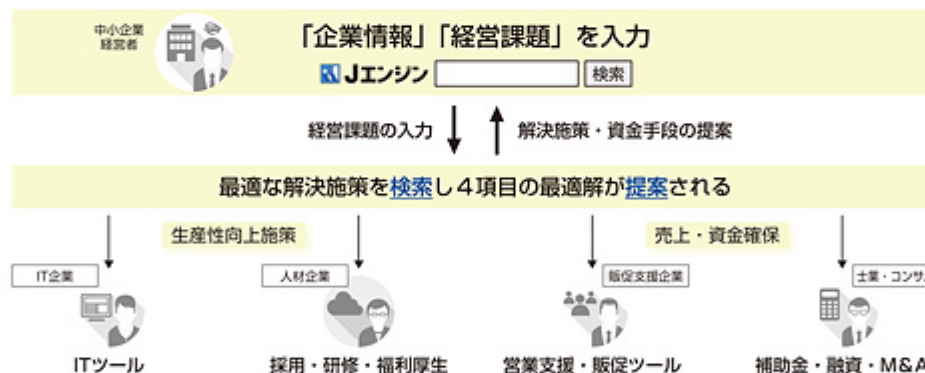 中小企業
経営者
「企業情報」「経営課題」を入力
Jエンジン 検索
経営課題の入力
解決施策・資金手段の提案
最適な解決施策を検索し4項目の最適解が提案される
生産性向上施策
売上・資金確保
IT企業
人材企業
販促支援企業
士業・コンサ
ITツール
採用・研修・福利厚生
営業支援・販促ツール
補助金・融資・M&A